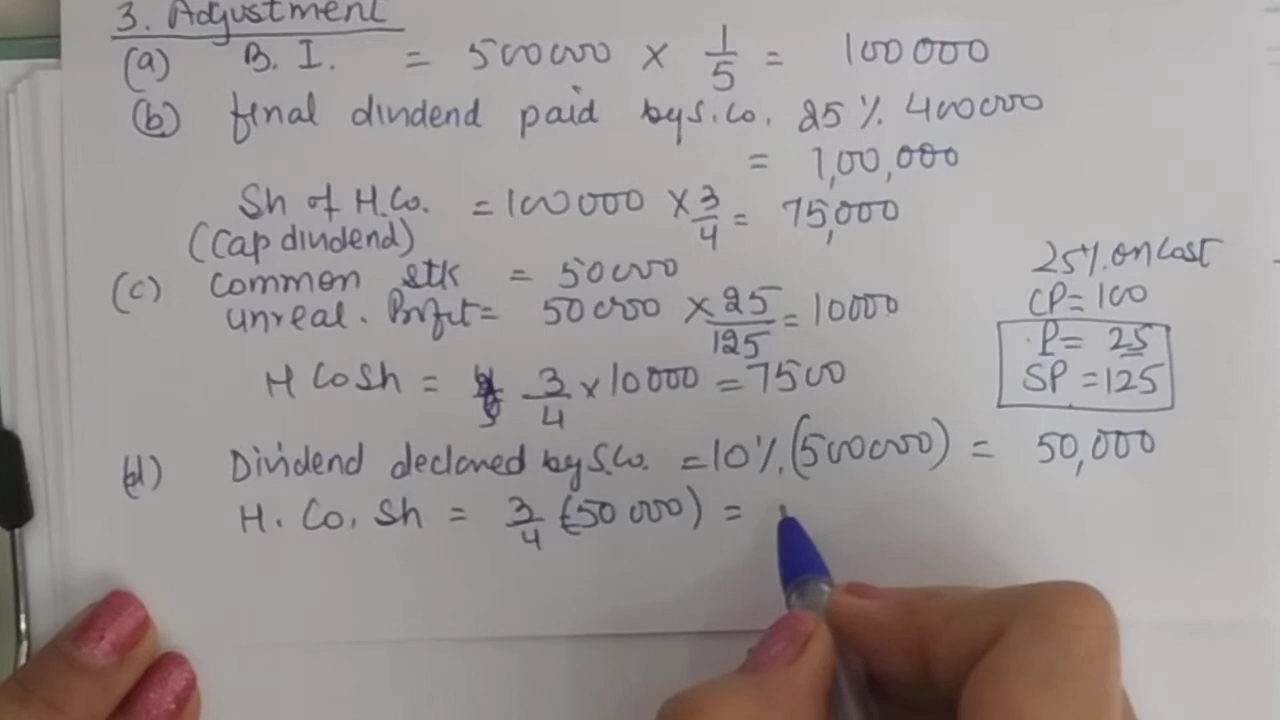 3. Adjustment
(a) B. I. = 500000 × 1/5 = 100000
(b) final dividend paid by S. Co. 25% 400000
= 1,00,000
Sh of H. Co. = 100000 × 3/4 = 75,000
(Cap dividend)
(c) Common stk = 50000
Unreal. Profit = 50000 × 25/125 = 10000
H Co Sh = 3/4 × 10000 = 7500
25% on Cost
CP = 100
P = 25
SP = 125
(d) Dividend declared by S. Co. = 10% (500000) = 50,000
H. Co. Sh = 3/4 (50000) =